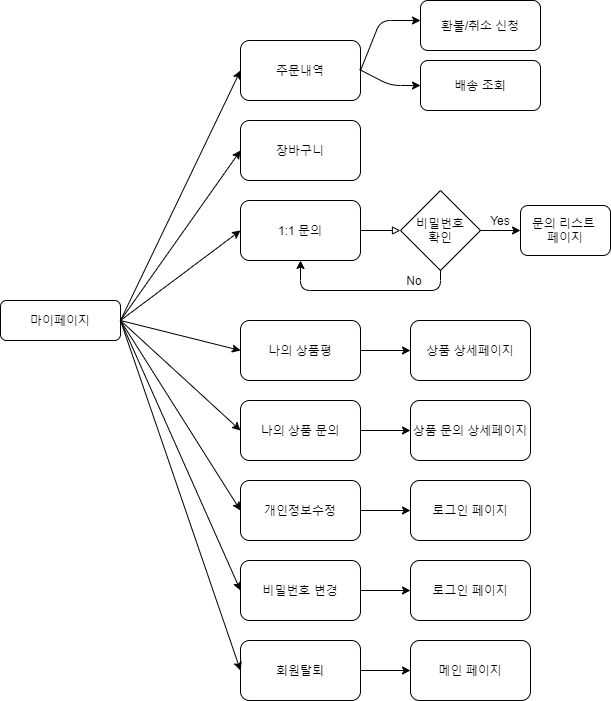 환불/취소 신청
주문내역
배송 조회
장바구니
1:1 문의
비밀번호
확인
Yes
문의 리스트
페이지
No
마이페이지
나의 상품평
상품 상세페이지
나의 상품 문의
상품 문의 상세페이지
개인정보수정
로그인 페이지
비밀번호 변경
로그인 페이지
회원탈퇴
메인 페이지